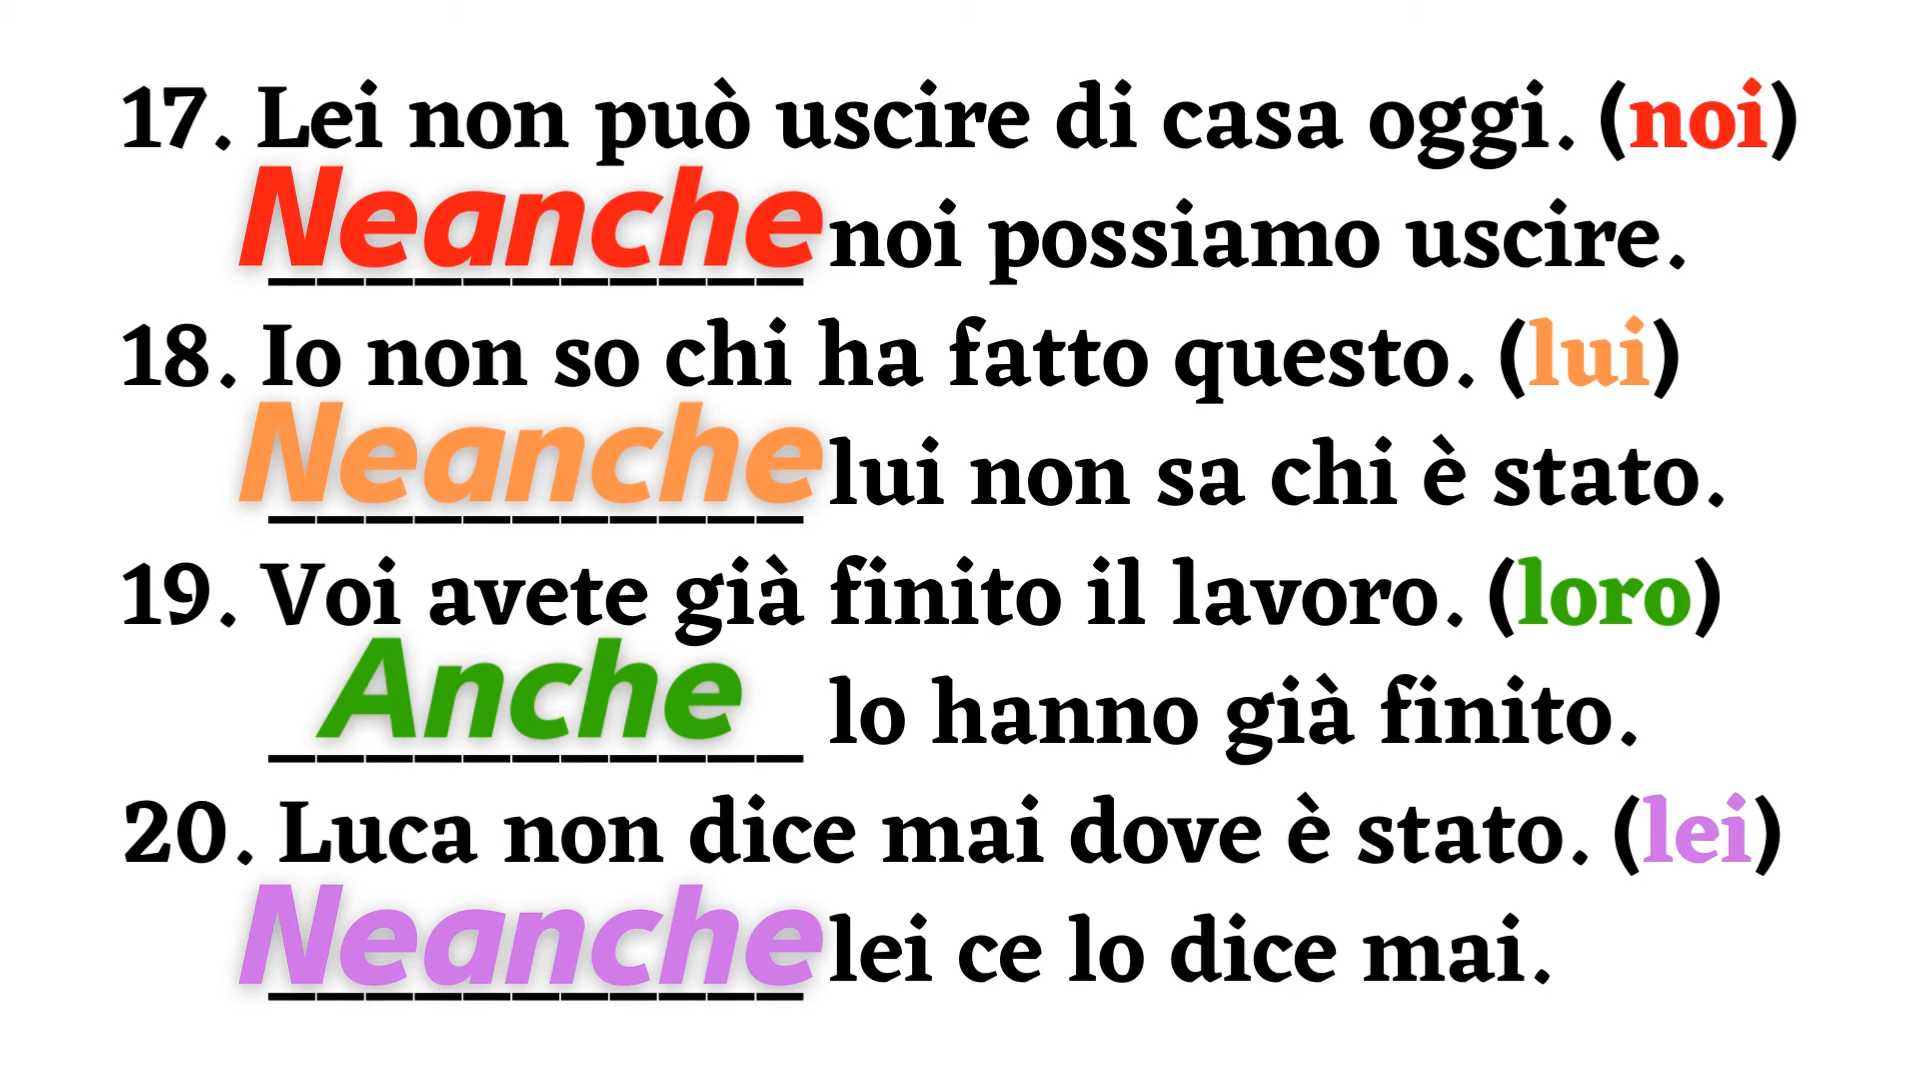 17. Lei non può uscire di casa oggi. (noi)
Neanche noi possiamo uscire.
18. Io non so chi ha fatto questo. (lui)
Neanche lui non sa chi è stato.
19. Voi avete già finito il lavoro. (loro)
Anche lo hanno già finito.
20. Luca non dice mai dove è stato. (lei)
Neanche lei ce lo dice mai.